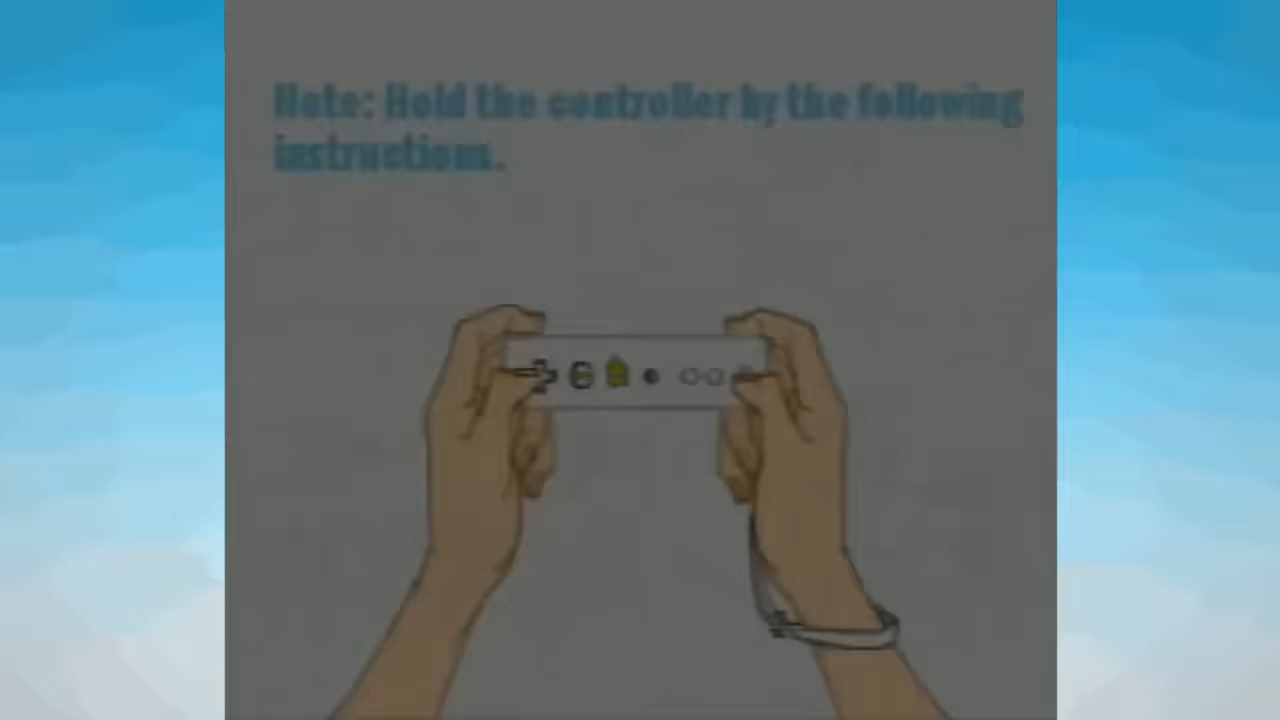 Note: Hold the controller by the following
instructions.